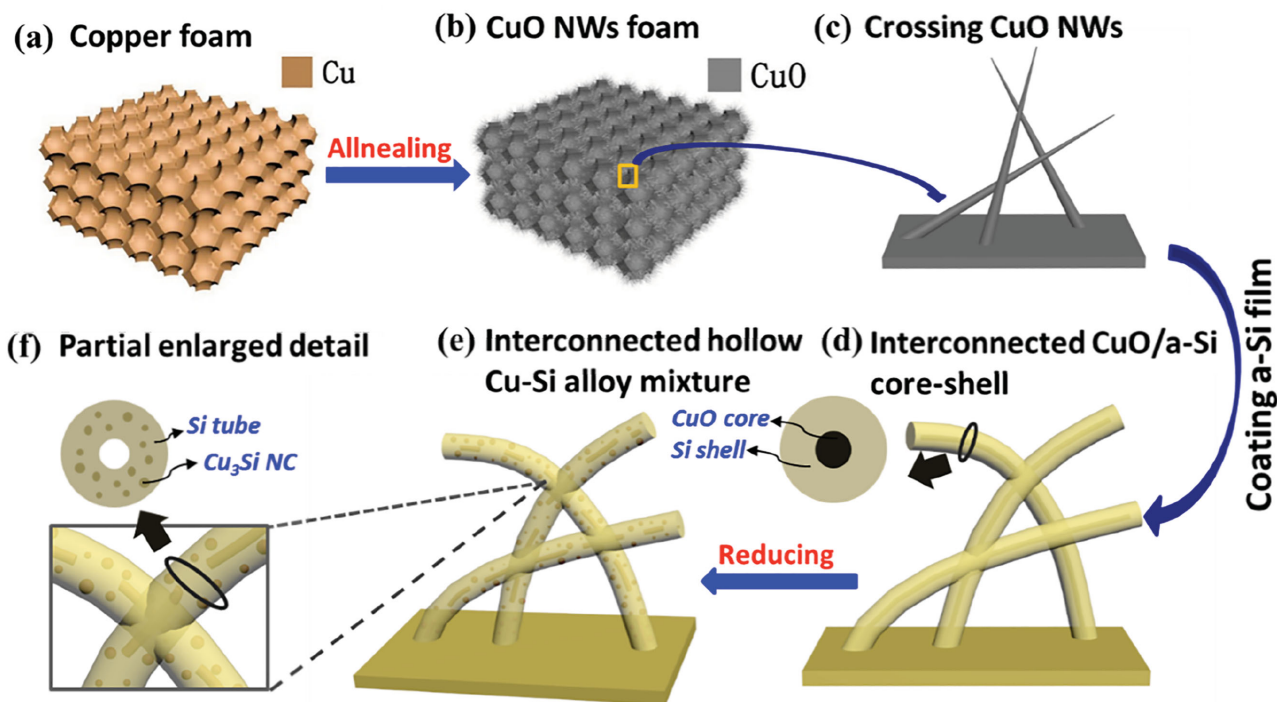 (a) Copper foam
Cu
Allnealing
(b) CuO NWs foam
CuO
(c) Crossing CuO NWs
Coating a-Si film
(d) Interconnected CuO/a-Si
core-shell
CuO core
Si shell
Reducing
(e) Interconnected hollow
Cu-Si alloy mixture
(f) Partial enlarged detail
Si tube
Cu₃Si NC